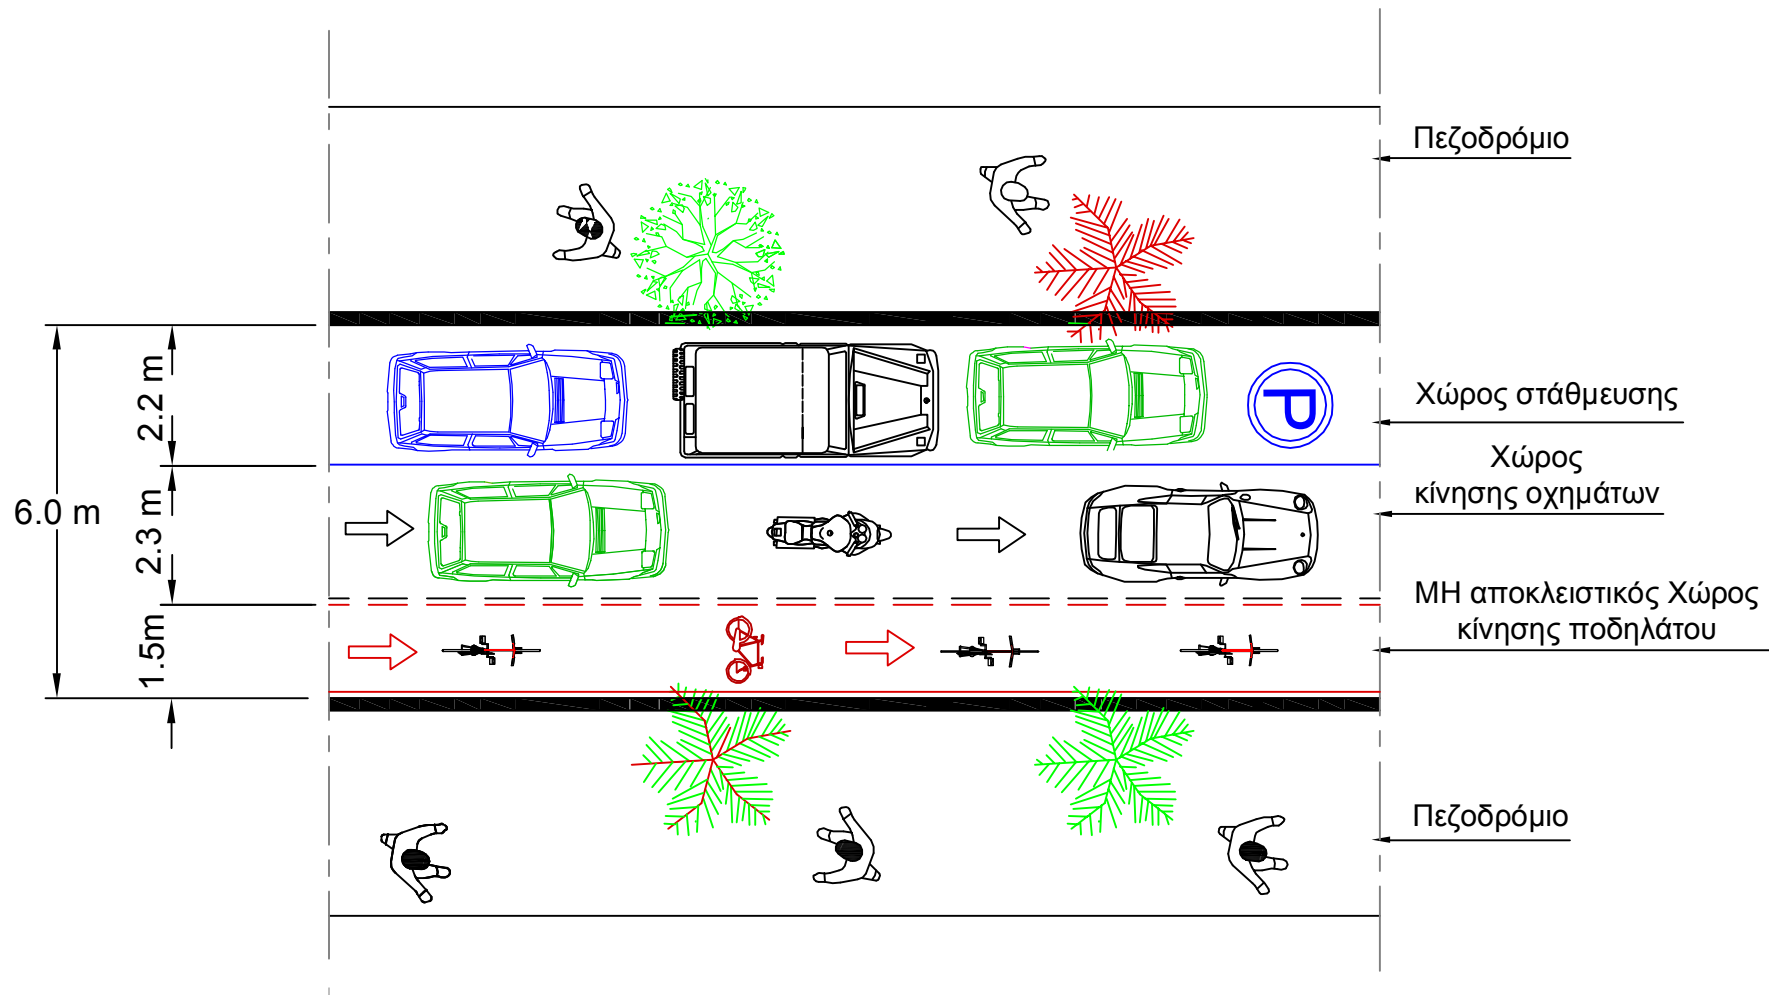 Πεζοδρόμιο
2.2 m
Χώρος στάθμευσης
P
Χώρος
κίνησης οχημάτων
6.0 m
2.3 m
ΜΗ αποκλειστικός Χώρος
κίνησης ποδηλάτου
1.5m
Πεζοδρόμιο